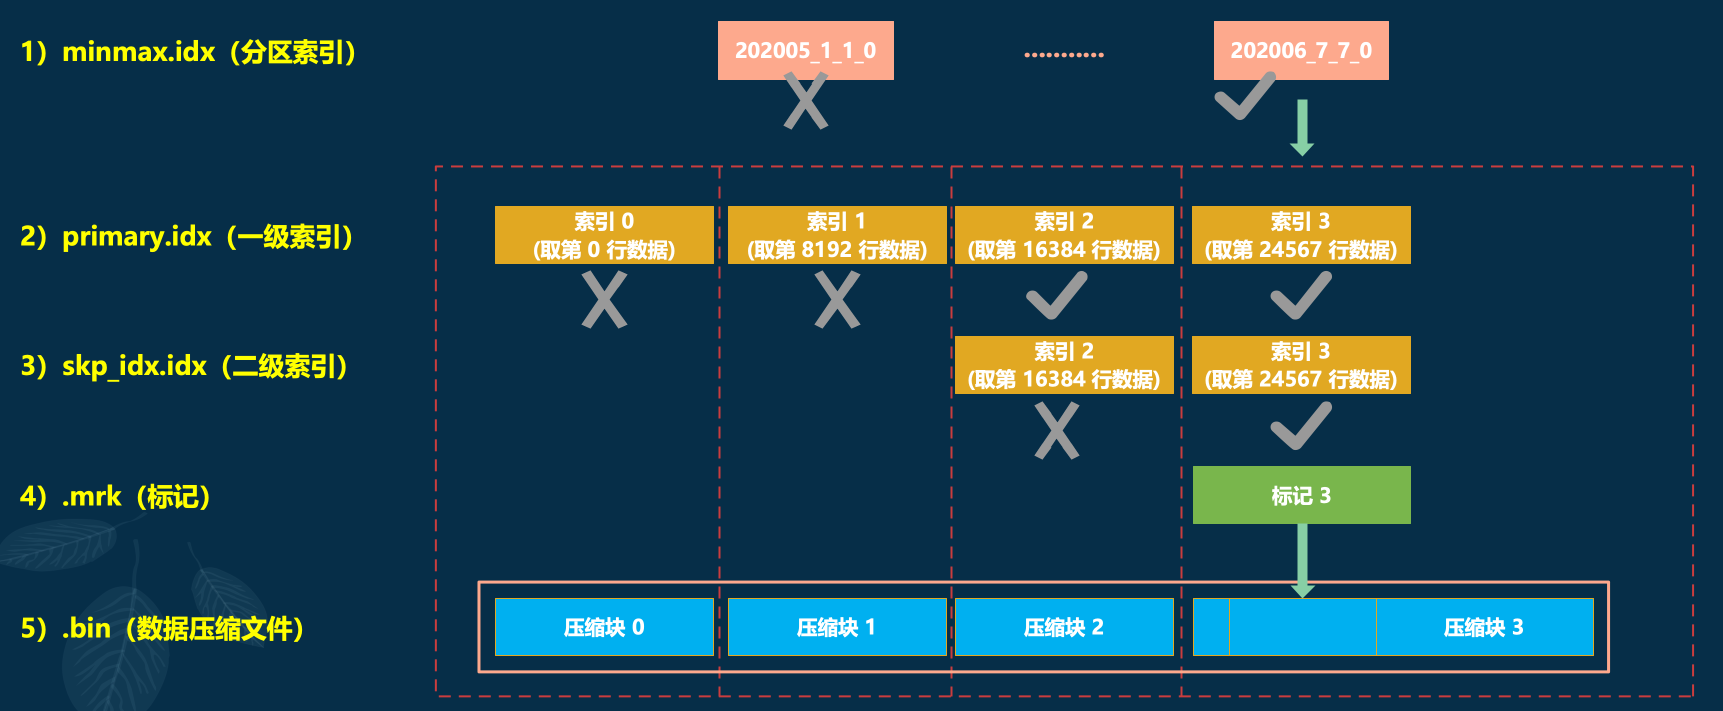 1）minmax.idx（分区索引）
202005_1_1_0
...........
202006_7_7_0
2）primary.idx（一级索引）
索引 0
(取第 0 行数据)
索引 1
(取第 8192 行数据)
索引 2
(取第 16384 行数据)
索引 3
(取第 24567 行数据)
3）skp_idx.idx（二级索引）
索引 2
(取第 16384 行数据)
索引 3
(取第 24567 行数据)
4）.mrk（标记）
标记 3
5）.bin（数据压缩文件）
压缩块 0
压缩块 1
压缩块 2
压缩块 3